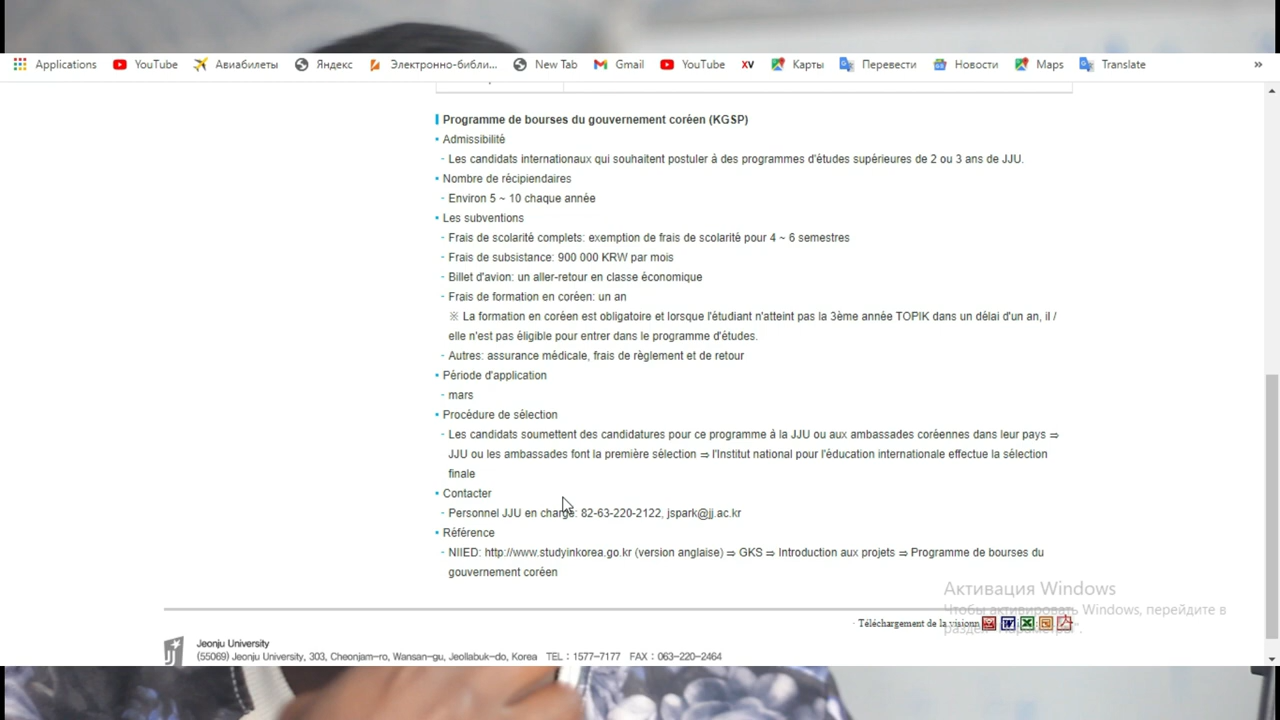 Applications YouTube Авиабилеты Яндекс Электронно-библи... New Tab Gmail YouTube XV Карты Перевести Новости Maps Translate »
Programme de bourses du gouvernement coréen (KGSP)
• Admissibilité
- Les candidats internationaux qui souhaitent postuler à des programmes d'études supérieures de 2 ou 3 ans de JJU.
• Nombre de récipiendaires
- Environ 5 ~ 10 chaque année
• Les subventions
- Frais de scolarité complets: exemption de frais de scolarité pour 4 ~ 6 semestres
- Frais de subsistance: 900 000 KRW par mois
- Billet d'avion: un aller-retour en classe économique
- Frais de formation en coréen: un an
※ La formation en coréen est obligatoire et lorsque l'étudiant n'atteint pas la 3ème année TOPIK dans un délai d'un an, il /
elle n'est pas éligible pour entrer dans le programme d'études.
- Autres: assurance médicale, frais de règlement et de retour
• Période d'application
- mars
• Procédure de sélection
- Les candidats soumettent des candidatures pour ce programme à la JJU ou aux ambassades coréennes dans leur pays ⇒
JJU ou les ambassades font la première sélection ⇒ l'Institut national pour l'éducation internationale effectue la sélection
finale
• Contacter
- Personnel JJU en charge: 82-63-220-2122, jspark@jj.ac.kr
• Référence
- NIIED: http://www.studyinkorea.go.kr (version anglaise) ⇒ GKS ⇒ Introduction aux projets ⇒ Programme de bourses du
gouvernement coréen
Активация Windows
Чтобы активировать Windows, перейдите в
раздел "Параметры".
· Téléchargement de la visionn
Jeonju University
(55069) Jeonju University, 303, Cheonjam-ro, Wansan-gu, Jeollabuk-do, Korea TEL : 1577-7177 FAX : 063-220-2464